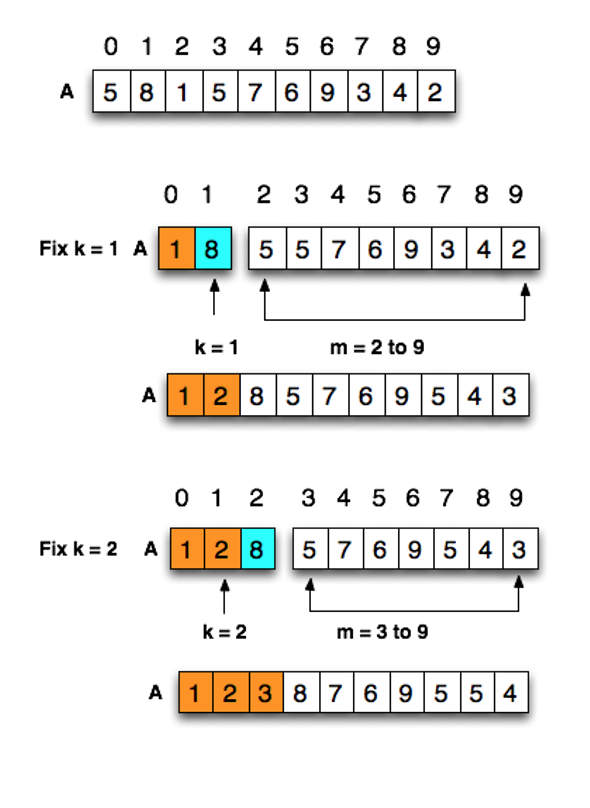 0 1 2 3 4 5 6 7 8 9
A 5 8 1 5 7 6 9 3 4 2
0 1 2 3 4 5 6 7 8 9
Fix k = 1 A 1 8 5 5 7 6 9 3 4 2
k = 1 m = 2 to 9
A 1 2 8 5 7 6 9 5 4 3
0 1 2 3 4 5 6 7 8 9
Fix k = 2 A 1 2 8 5 7 6 9 5 4 3
k = 2 m = 3 to 9
A 1 2 3 8 7 6 9 5 5 4